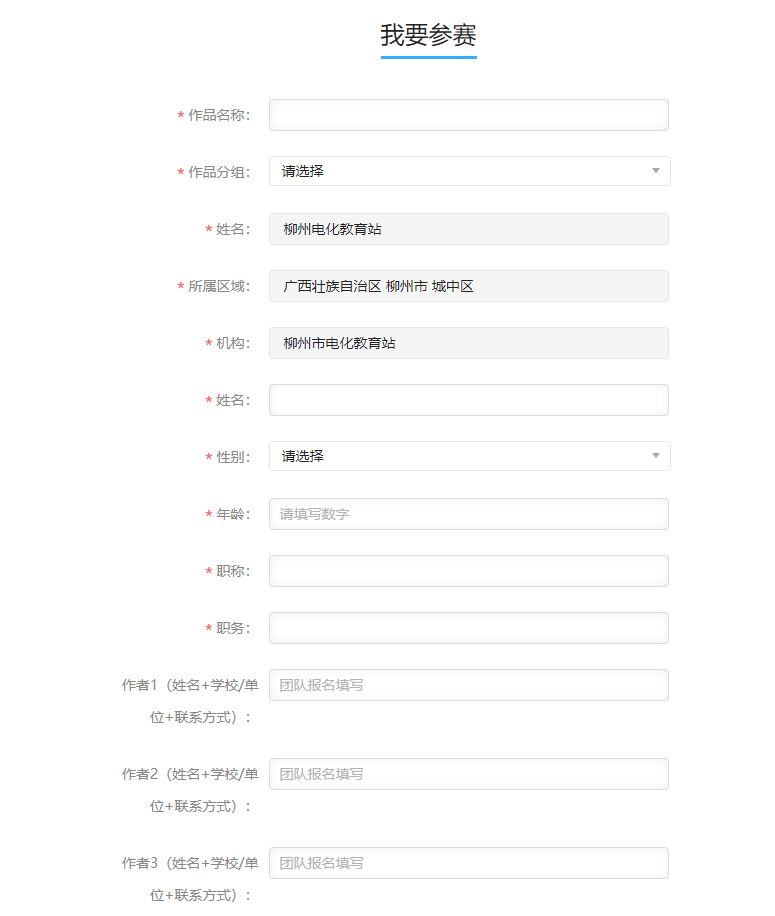 我要参赛
* 作品名称：
* 作品分组： 请选择
* 姓名： 柳州电化教育站
* 所属区域： 广西壮族自治区 柳州市 城中区
* 机构： 柳州市电化教育站
* 姓名：
* 性别： 请选择
* 年龄： 请填写数字
* 职称：
* 职务：
作者1（姓名+学校/单 团队报名填写
位+联系方式）：
作者2（姓名+学校/单 团队报名填写
位+联系方式）：
作者3（姓名+学校/单 团队报名填写
位+联系方式）：